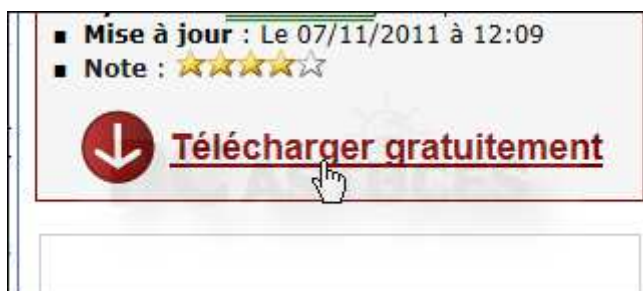 Mise à jour : Le 07/11/2011 à 12:09
Note :
Télécharger gratuitement